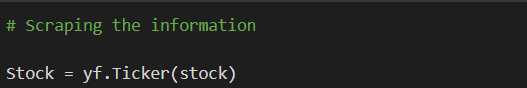 # Scraping the information
Stock = yf.Ticker(stock)